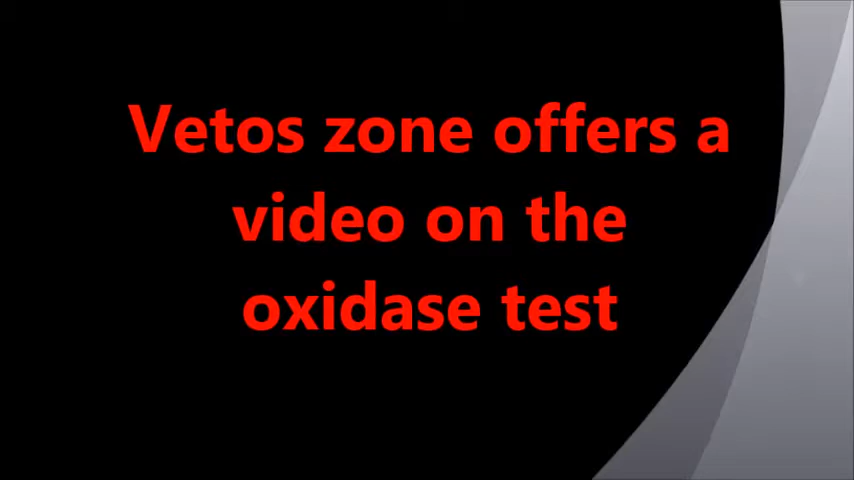 Vetos zone offers a
video on the
oxidase test